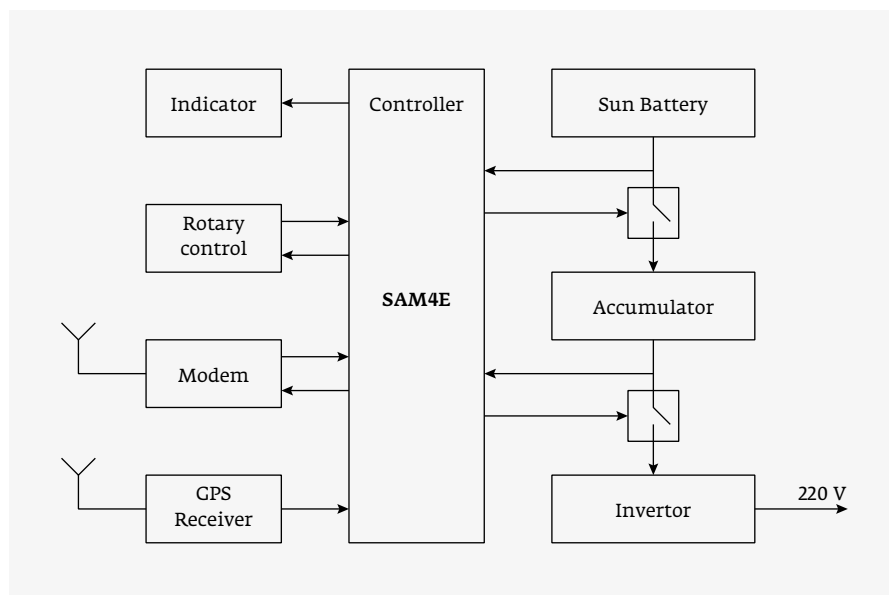 Indicator
Controller
Sun Battery
Rotary
control
SAM4E
Accumulator
Modem
GPS
Receiver
Invertor
220 V